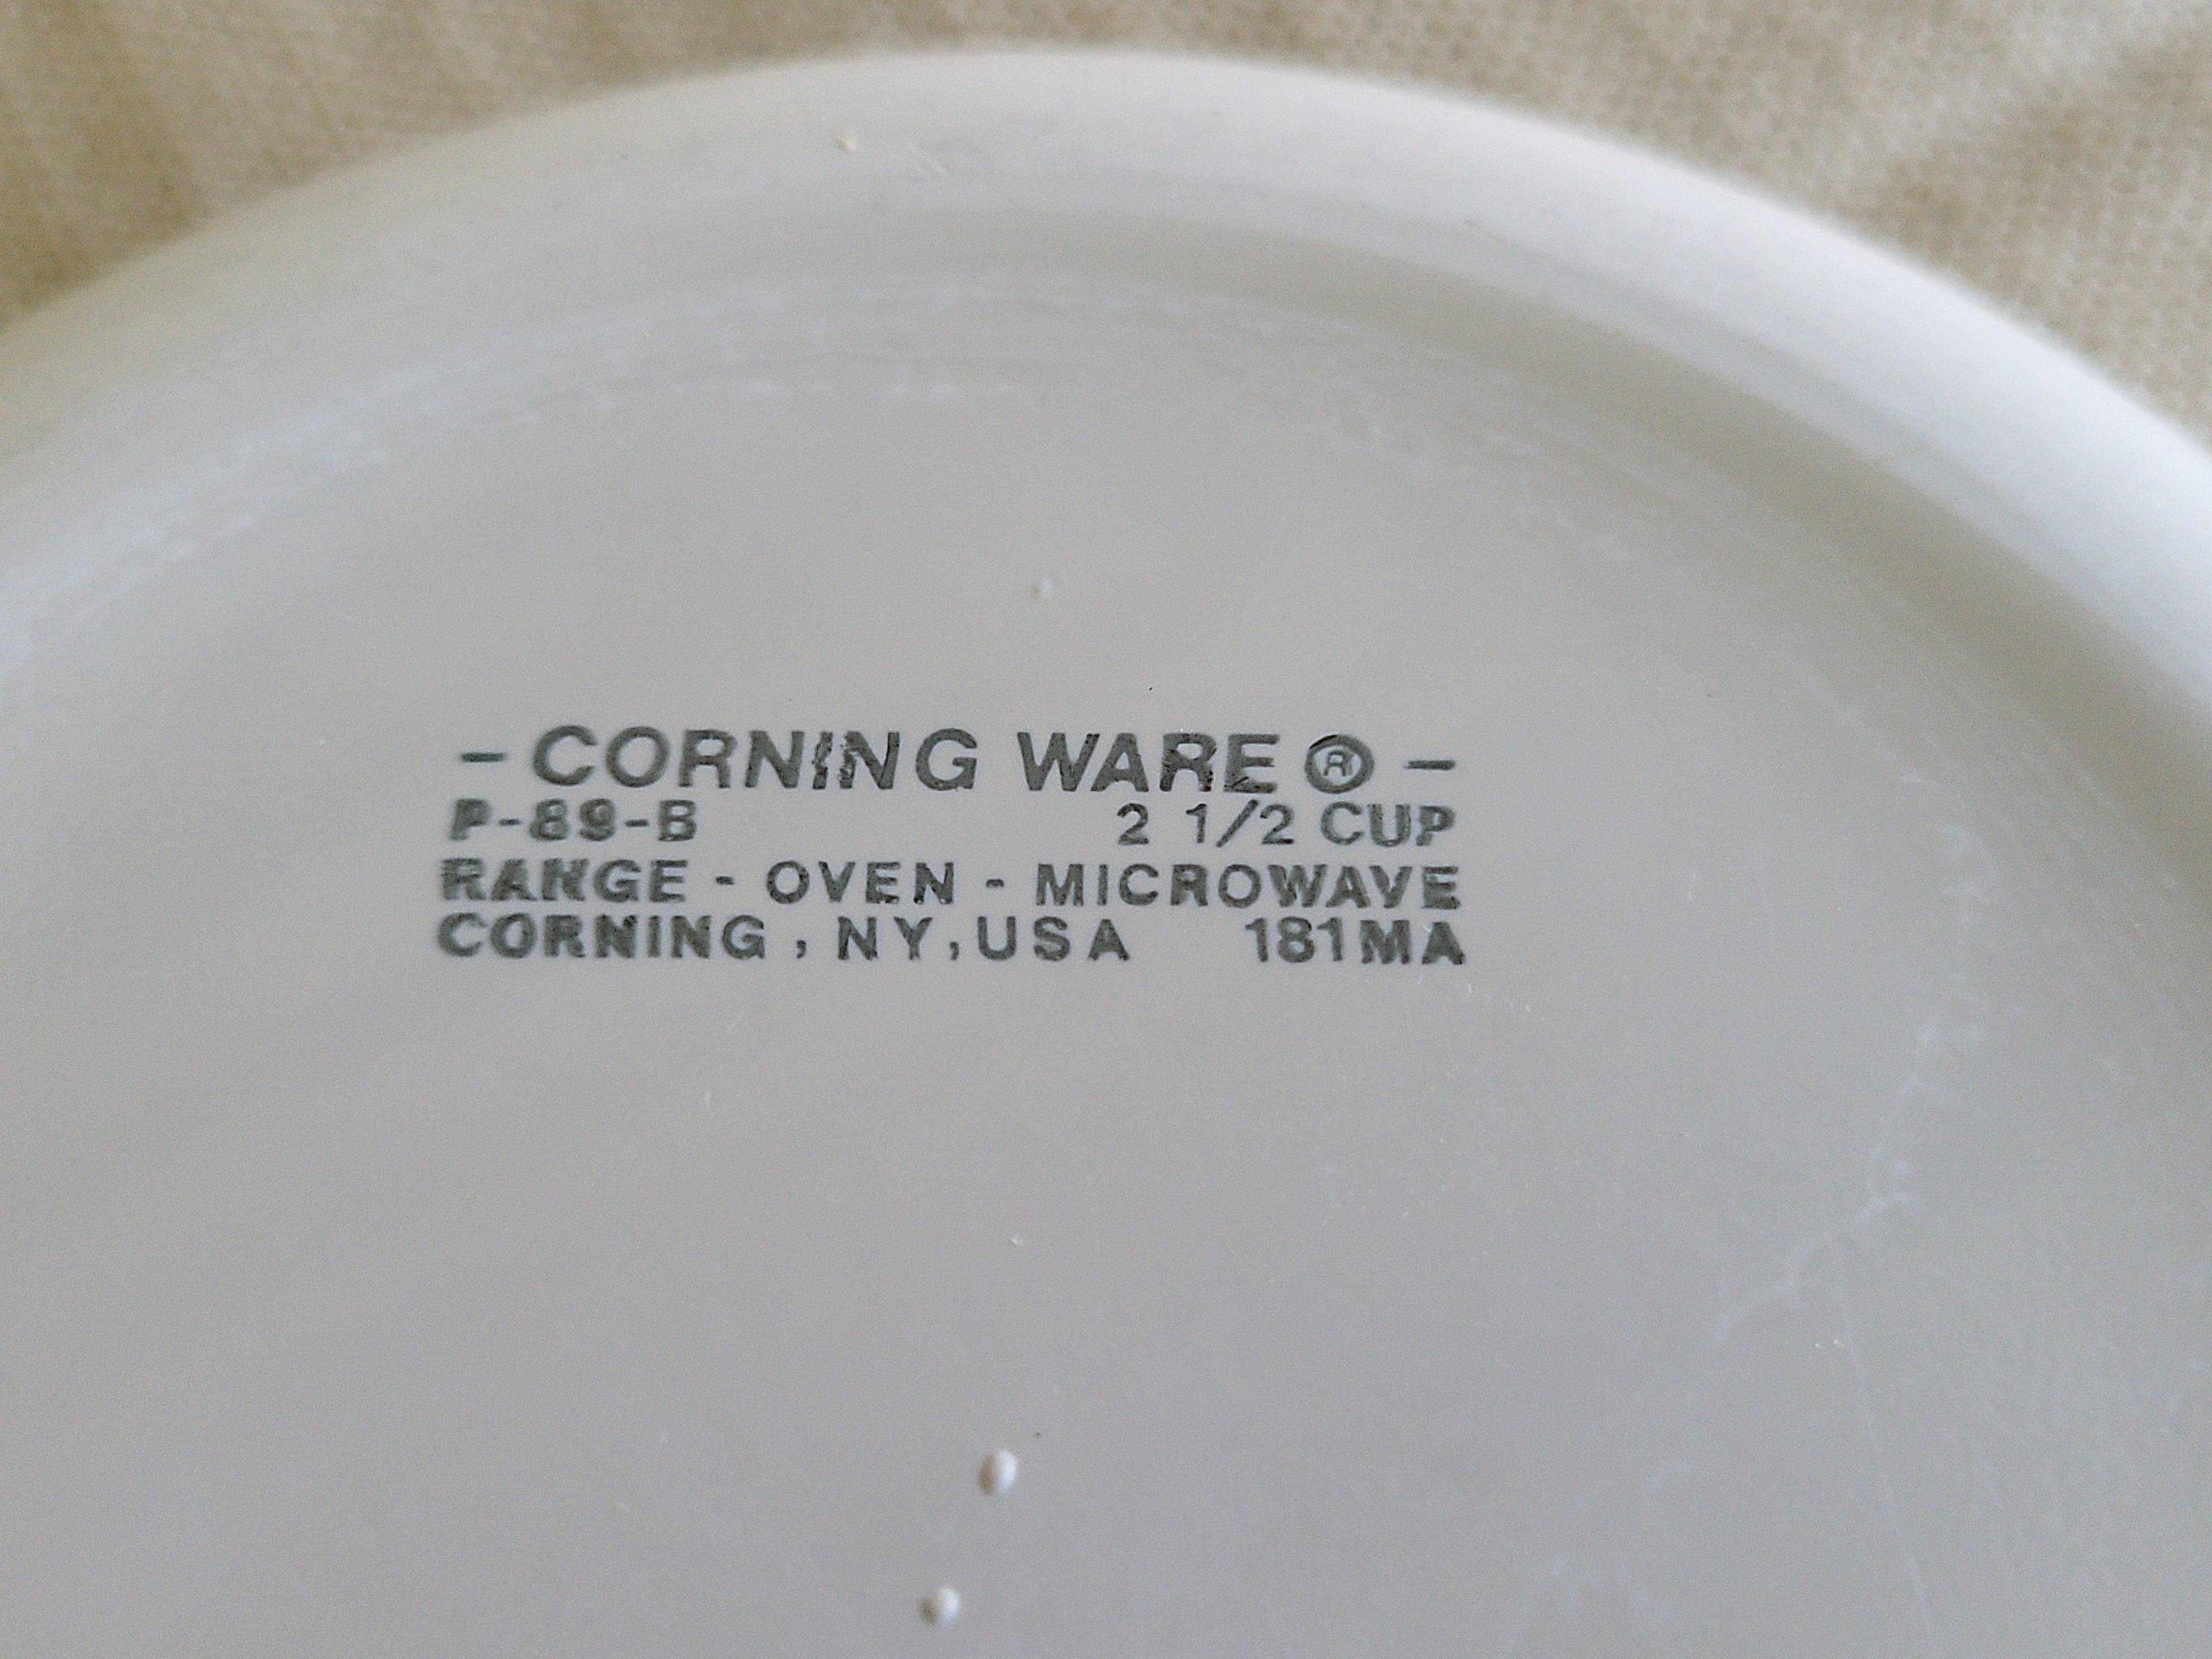 - CORNING WARE ® -
P-89-B 2 1/2 CUP
RANGE - OVEN - MICROWAVE
CORNING, NY, USA 181MA